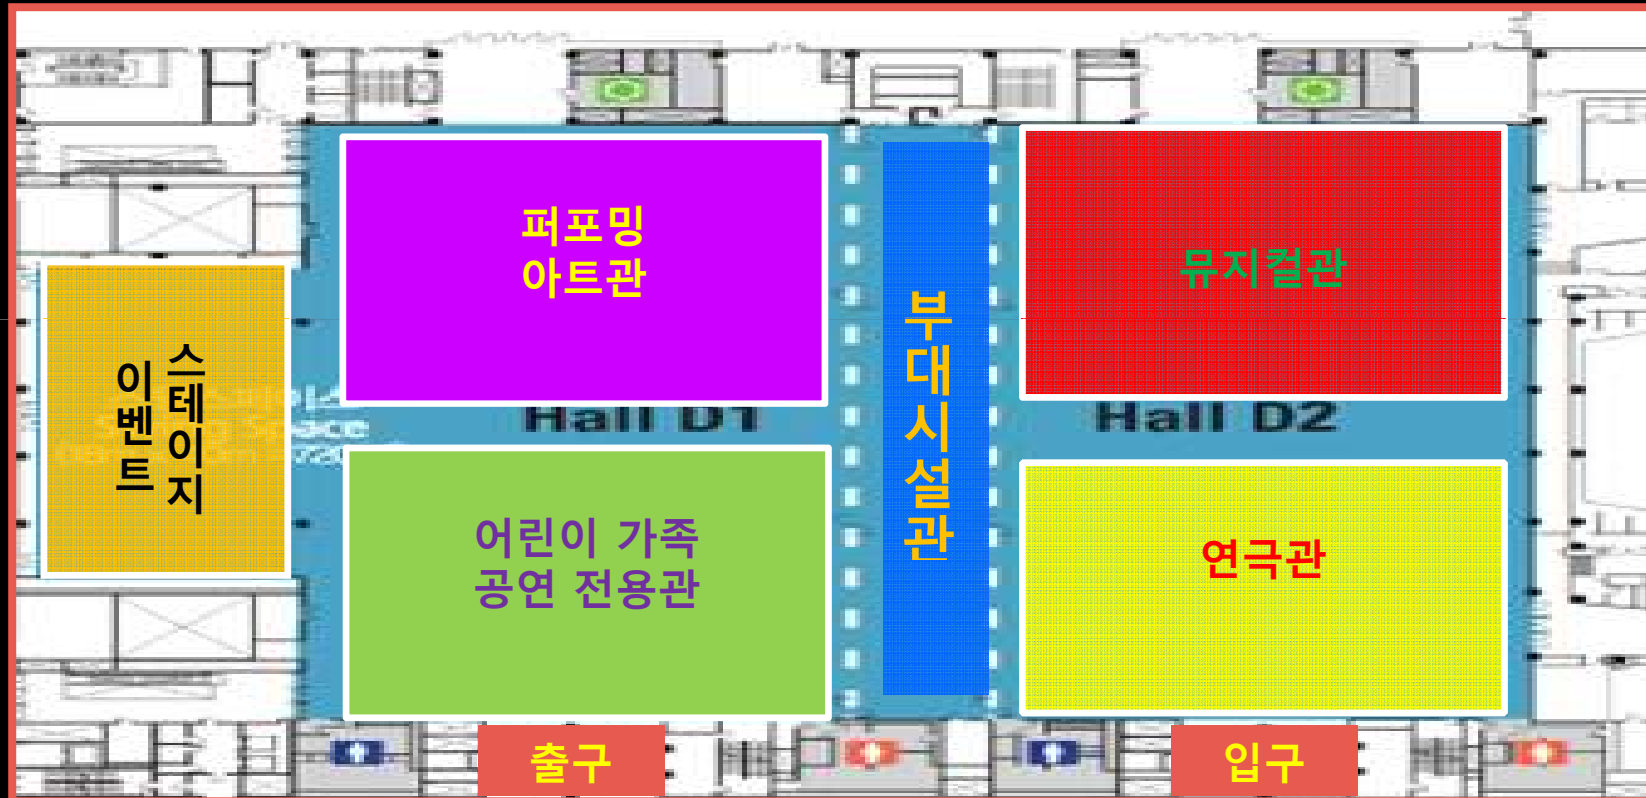 퍼포밍
아트관
뮤지컬관
부대시설관
스테이지
이벤트
Hall D1
Hall D2
어린이 가족
공연 전용관
연극관
출구
입구